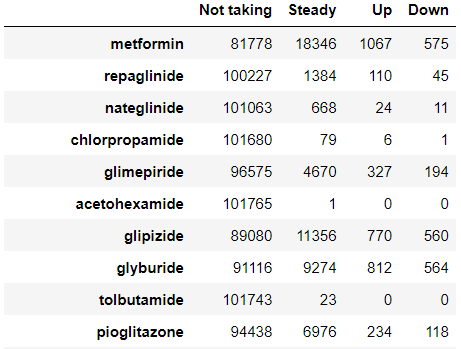 Not taking Steady Up Down
metformin 81778 18346 1067 575
repaglinide 100227 1384 110 45
nateglinide 101063 668 24 11
chlorpropamide 101680 79 6 1
glimepiride 96575 4670 327 194
acetohexamide 101765 1 0 0
glipizide 89080 11356 770 560
glyburide 91116 9274 812 564
tolbutamide 101743 23 0 0
pioglitazone 94438 6976 234 118